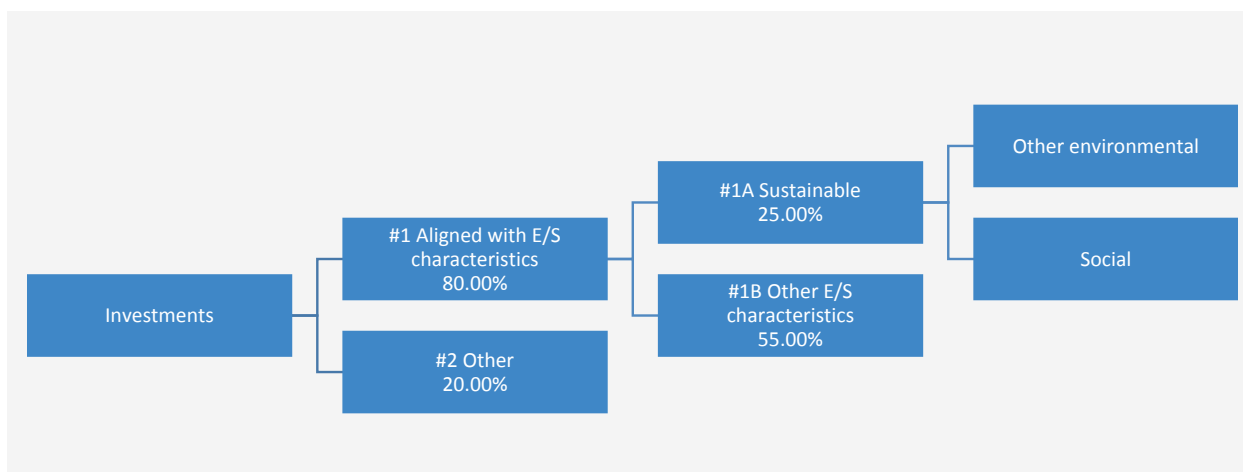 Investments
#1 Aligned with E/S
characteristics
80.00%
#2 Other
20.00%
#1A Sustainable
25.00%
#1B Other E/S
characteristics
55.00%
Other environmental
Social